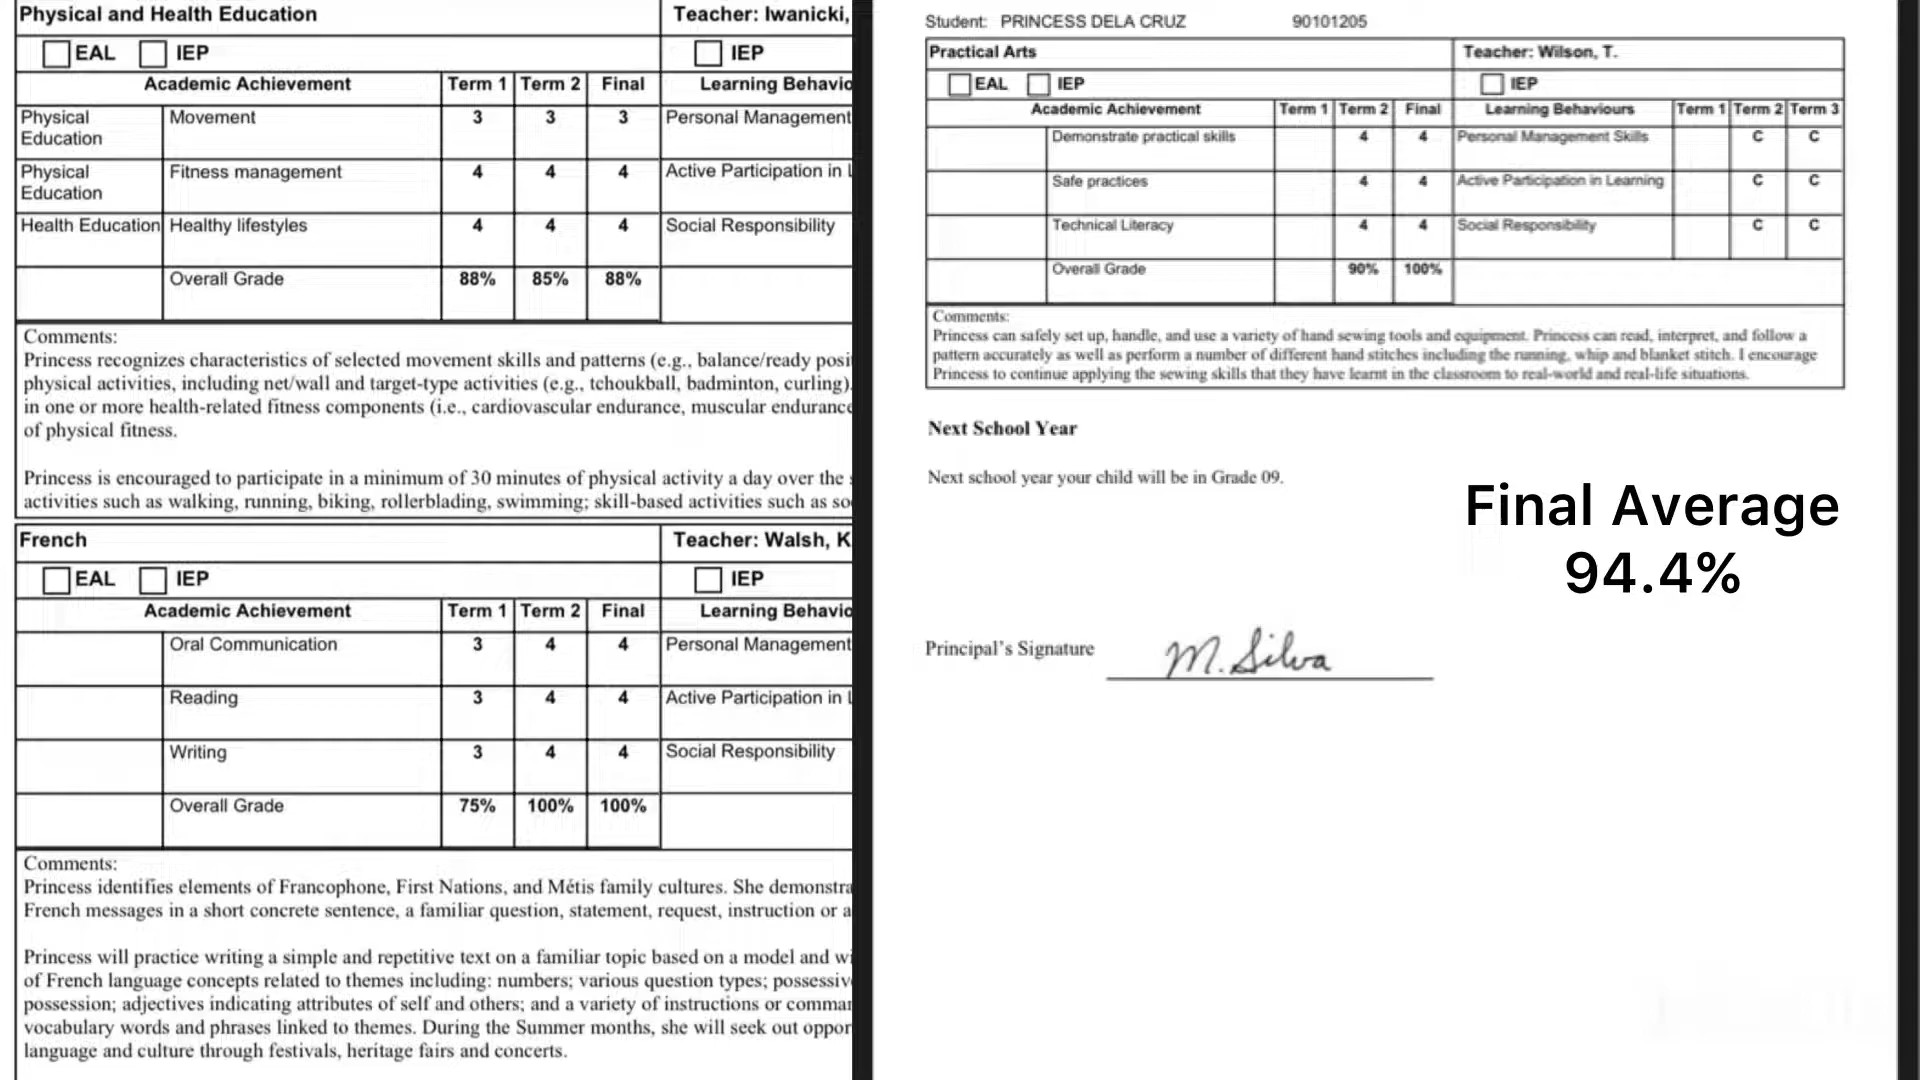 Physical and Health Education
Teacher: Iwanicki,
EAL IEP
IEP
Academic Achievement Term 1 Term 2 Final
Learning Behavio
Physical Education Movement 3 3 3 Personal Management
Physical Education Fitness management 4 4 4 Active Participation in L
Health Education Healthy lifestyles 4 4 4 Social Responsibility
Overall Grade 88% 85% 88%
Comments:
Princess recognizes characteristics of selected movement skills and patterns (e.g., balance/ready posi
physical activities, including net/wall and target-type activities (e.g., tchoukball, badminton, curling).
in one or more health-related fitness components (i.e., cardiovascular endurance, muscular endurance
of physical fitness.
Princess is encouraged to participate in a minimum of 30 minutes of physical activity a day over the s
activities such as walking, running, biking, rollerblading, swimming; skill-based activities such as so
French
Teacher: Walsh, K
EAL IEP
IEP
Academic Achievement Term 1 Term 2 Final
Learning Behavio
Oral Communication 3 4 4 Personal Management
Reading 3 4 4 Active Participation in L
Writing 3 4 4 Social Responsibility
Overall Grade 75% 100% 100%
Comments:
Princess identifies elements of Francophone, First Nations, and Métis family cultures. She demonstra
French messages in a short concrete sentence, a familiar question, statement, request, instruction or a
Princess will practice writing a simple and repetitive text on a familiar topic based on a model and wi
of French language concepts related to themes including: numbers; various question types; possessiv
possession; adjectives indicating attributes of self and others; and a variety of instructions or comman
vocabulary words and phrases linked to themes. During the Summer months, she will seek out oppor
language and culture through festivals, heritage fairs and concerts.
Student: PRINCESS DELA CRUZ 90101205
Practical Arts
Teacher: Wilson, T.
EAL IEP
IEP
Academic Achievement Term 1 Term 2 Final
Learning Behaviours Term 1 Term 2 Term 3
Demonstrate practical skills 4 4 Personal Management Skills C C
Safe practices 4 4 Active Participation in Learning C C
Technical Literacy 4 4 Social Responsibility C C
Overall Grade 90% 100%
Comments:
Princess can safely set up, handle, and use a variety of hand sewing tools and equipment. Princess can read, interpret, and follow a
pattern accurately as well as perform a number of different hand stitches including the running, whip and blanket stitch. I encourage
Princess to continue applying the sewing skills that they have learnt in the classroom to real-world and real-life situations.
Next School Year
Next school year your child will be in Grade 09.
Final Average
94.4%
Principal's Signature M. Silva